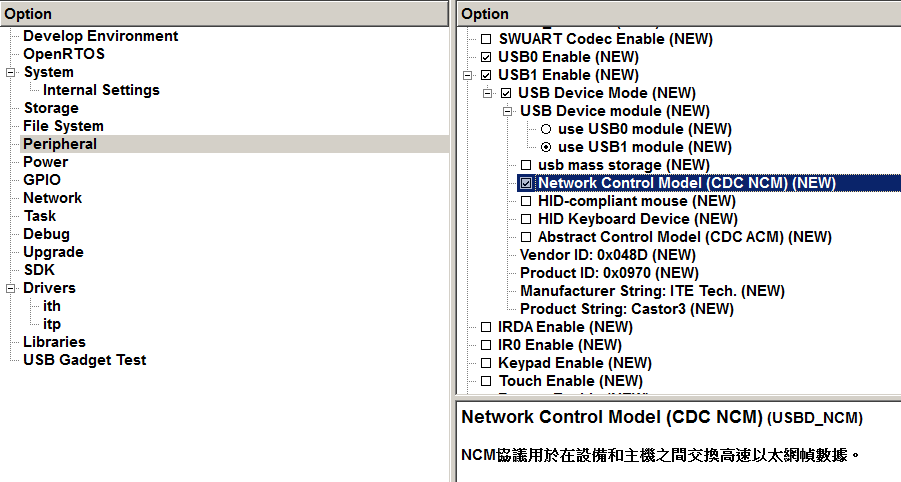 Option
Develop Environment
OpenRTOS
System
Internal Settings
Storage
File System
Peripheral
Power
GPIO
Network
Task
Debug
Upgrade
SDK
Drivers
ith
itp
Libraries
USB Gadget Test
Option
SWUART Codec Enable (NEW)
USB0 Enable (NEW)
USB1 Enable (NEW)
USB Device Mode (NEW)
USB Device module (NEW)
use USB0 module (NEW)
use USB1 module (NEW)
usb mass storage (NEW)
Network Control Model (CDC NCM) (NEW)
HID-compliant mouse (NEW)
HID Keyboard Device (NEW)
Abstract Control Model (CDC ACM) (NEW)
Vendor ID: 0x048D (NEW)
Product ID: 0x0970 (NEW)
Manufacturer String: ITE Tech. (NEW)
Product String: Castor3 (NEW)
IRDA Enable (NEW)
IR0 Enable (NEW)
Keypad Enable (NEW)
Touch Enable (NEW)
Network Control Model (CDC NCM) (USBD_NCM)
NCM協議用於在設備和主機之間交換高速以太網幀數據。